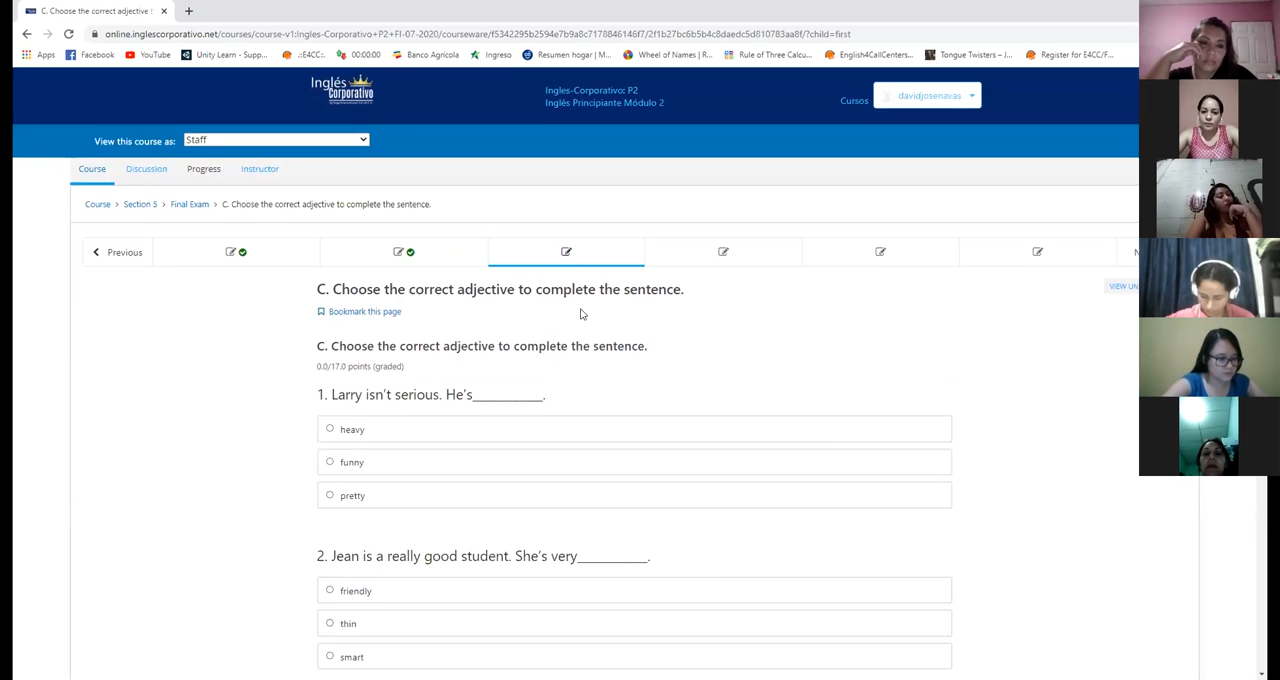 C. Choose the correct adjective t
online.inglescorporativo.net/courses/course-v1:Ingles-Corporativo+P2+FI-07-2020/courseware/f5342295b2594e7b9a8c7178846146f7/2f1b27bc6b5b4c8daedc5d810783aa8f/?child=first
Apps Facebook YouTube Unity Learn - Supp... .::E4CC:. 00:00:00 Banco Agrícola Ingreso Resumen hogar | M... Wheel of Names | R... Rule of Three Calcu... English4CallCenters... Tongue Twisters – J... Register for E4CC/F...
Inglés
Corporativo
Ingles-Corporativo: P2
Inglés Principiante Módulo 2
Cursos davidjosenavas
View this course as: Staff
Course Discussion Progress Instructor
Course > Section 5 > Final Exam > C. Choose the correct adjective to complete the sentence.
Previous N
VIEW UN
C. Choose the correct adjective to complete the sentence.
Bookmark this page
C. Choose the correct adjective to complete the sentence.
0.0/17.0 points (graded)
1. Larry isn't serious. He's__________.
heavy
funny
pretty
2. Jean is a really good student. She's very__________.
friendly
thin
smart